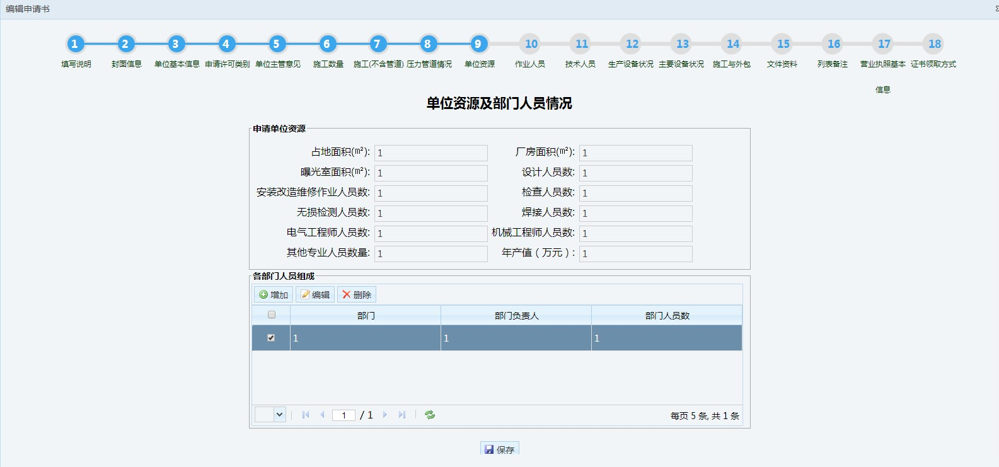 编辑申请书
1 2 3 4 5 6 7 8 9 10 11 12 13 14 15 16 17 18
填写说明 封面信息 单位基本信息 申请许可类别 单位主管意见 施工数量 施工(不含管道) 压力管道情况 单位资源 作业人员 技术人员 生产设备状况 主要设备状况 施工与外包 文件资料 列表备注 营业执照基本 证书领取方式
信息
单位资源及部门人员情况
申请单位资源
占地面积(㎡): 1 厂房面积(㎡): 1
曝光室面积(㎡): 1 设计人员数: 1
安装改造维修作业人员数: 1 检查人员数: 1
无损检测人员数: 1 焊接人员数: 1
电气工程师人员数: 1 机械工程师人员数: 1
其他专业人员数量: 1 年产值（万元）: 1
各部门人员组成
增加 编辑 删除
部门 部门负责人 部门人员数
1 1 1
1 / 1 每页 5 条, 共 1 条
保存